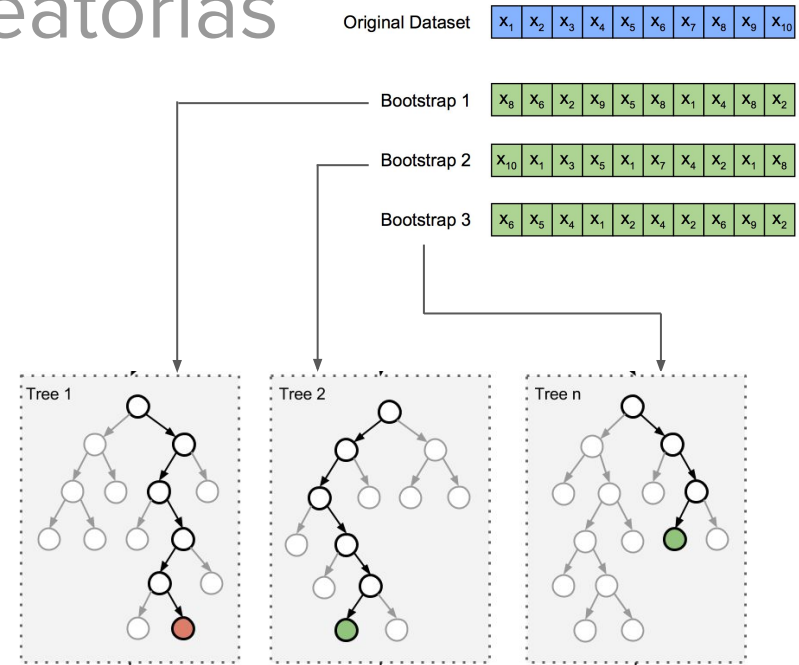 eatorias
Original Dataset x₁ x₂ x₃ x₄ x₅ x₆ x₇ x₈ x₉ x₁₀
Bootstrap 1 x₈ x₆ x₂ x₉ x₅ x₈ x₁ x₄ x₈ x₂
Bootstrap 2 x₁₀ x₁ x₃ x₅ x₁ x₇ x₄ x₂ x₁ x₈
Bootstrap 3 x₆ x₅ x₄ x₁ x₂ x₄ x₂ x₆ x₉ x₂
Tree 1 Tree 2 Tree n